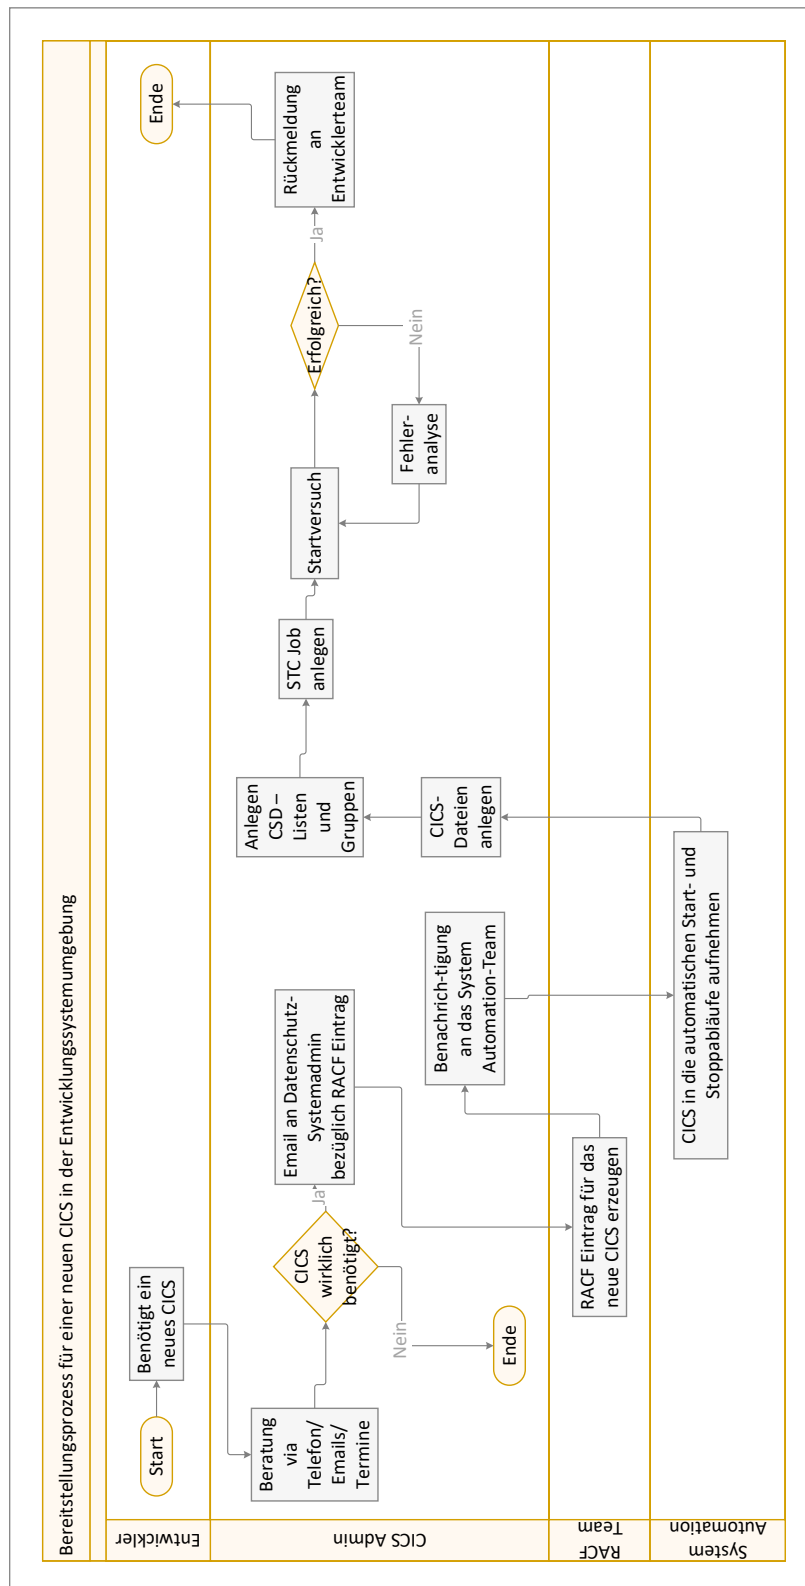 Bereitstellungsprozess für einer neuen CICS in der Entwicklungssystemumgebung
Entwickler
Start
Benötigt ein
neues CICS
Ende
CICS Admin
Beratung
via
Telefon/
Emails/
Termine
CICS
wirklich
benötigt?
Ja
Nein
Ende
Email an Datenschutz-
Systemadmin
bezüglich RACF Eintrag
Benachrich-tigung
an das System
Automation-Team
Anlegen
CSD –
Listen
und
Gruppen
CICS-
Dateien
anlegen
STC Job
anlegen
Startversuch
Fehler-
analyse
Erfolgreich?
Ja
Nein
Rückmeldung
an
Entwicklerteam
RACF
Team
RACF Eintrag für das
neue CICS erzeugen
System
Automation
CICS in die automatischen Start- und
Stoppabläufe aufnehmen